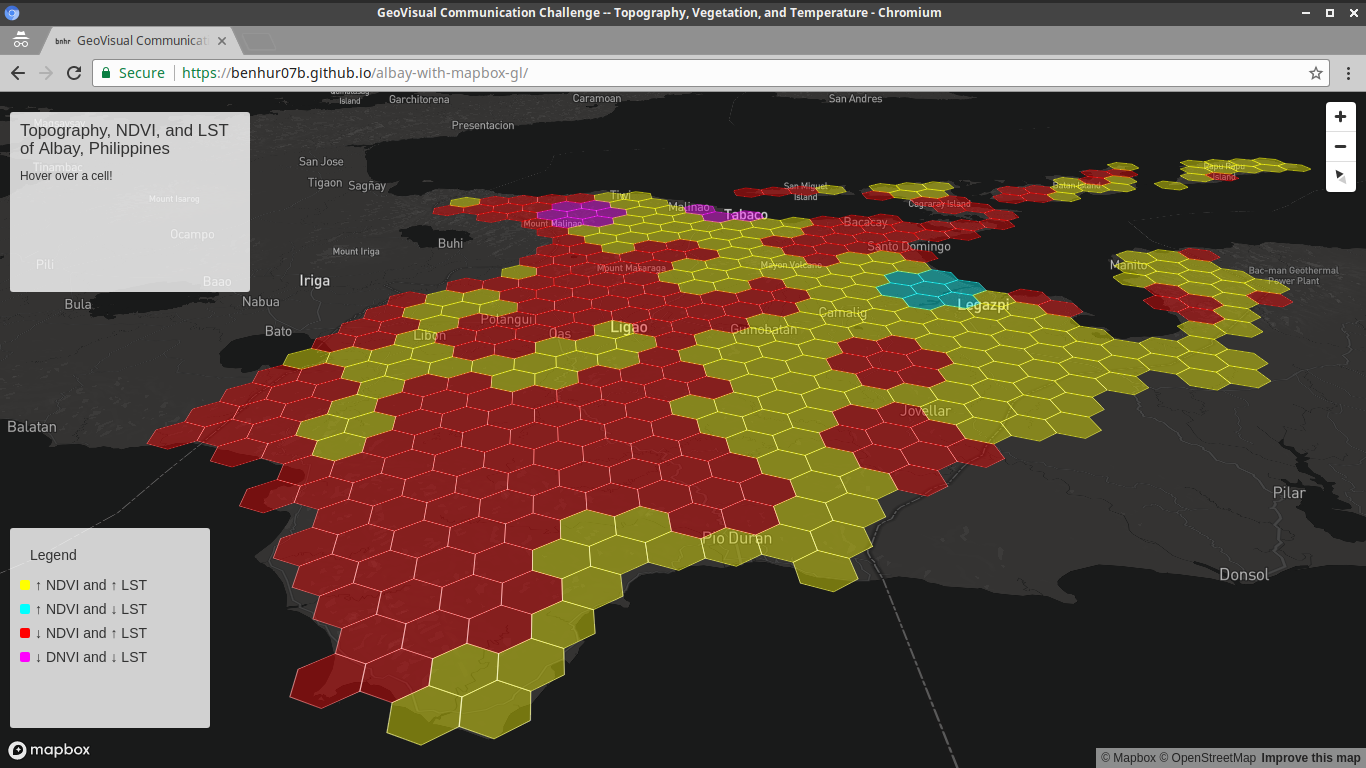 GeoVisual Communication Challenge -- Topography, Vegetation, and Temperature - Chromium
bnhr GeoVisual Communicat
Secure https://benhur07b.github.io/albay-with-mapbox-gl/
Island
Garchitorena
Caramoan
San Andres
Presentacion
Topography, NDVI, and LST
of Albay, Philippines
Hover over a cell!
Tinambac
Mount Isarog
Ocampo
Pili
Baao
San Jose
Tigaon
Sagñay
Mount Iriga
Buhi
Iriga
Nabua
Bula
Bato
Balatan
Tiwi
Malinao
Tabaco
Mount Malinao
San Miguel
Island
Rapu Rapu
Island
Batan Island
Cagraray Island
Bacacay
Santo Domingo
Mount Masaraga
Mayon Volcano
Manito
Bac-man Geothermal
Power Plant
Legazpi
Camalig
Guinobatan
Ligao
Oas
Polangui
Libon
Jovellar
Pio Duran
Pilar
Donsol
Legend
↑ NDVI and ↑ LST
↑ NDVI and ↓ LST
↓ NDVI and ↑ LST
↓ DNVI and ↓ LST
mapbox
© Mapbox © OpenStreetMap Improve this map